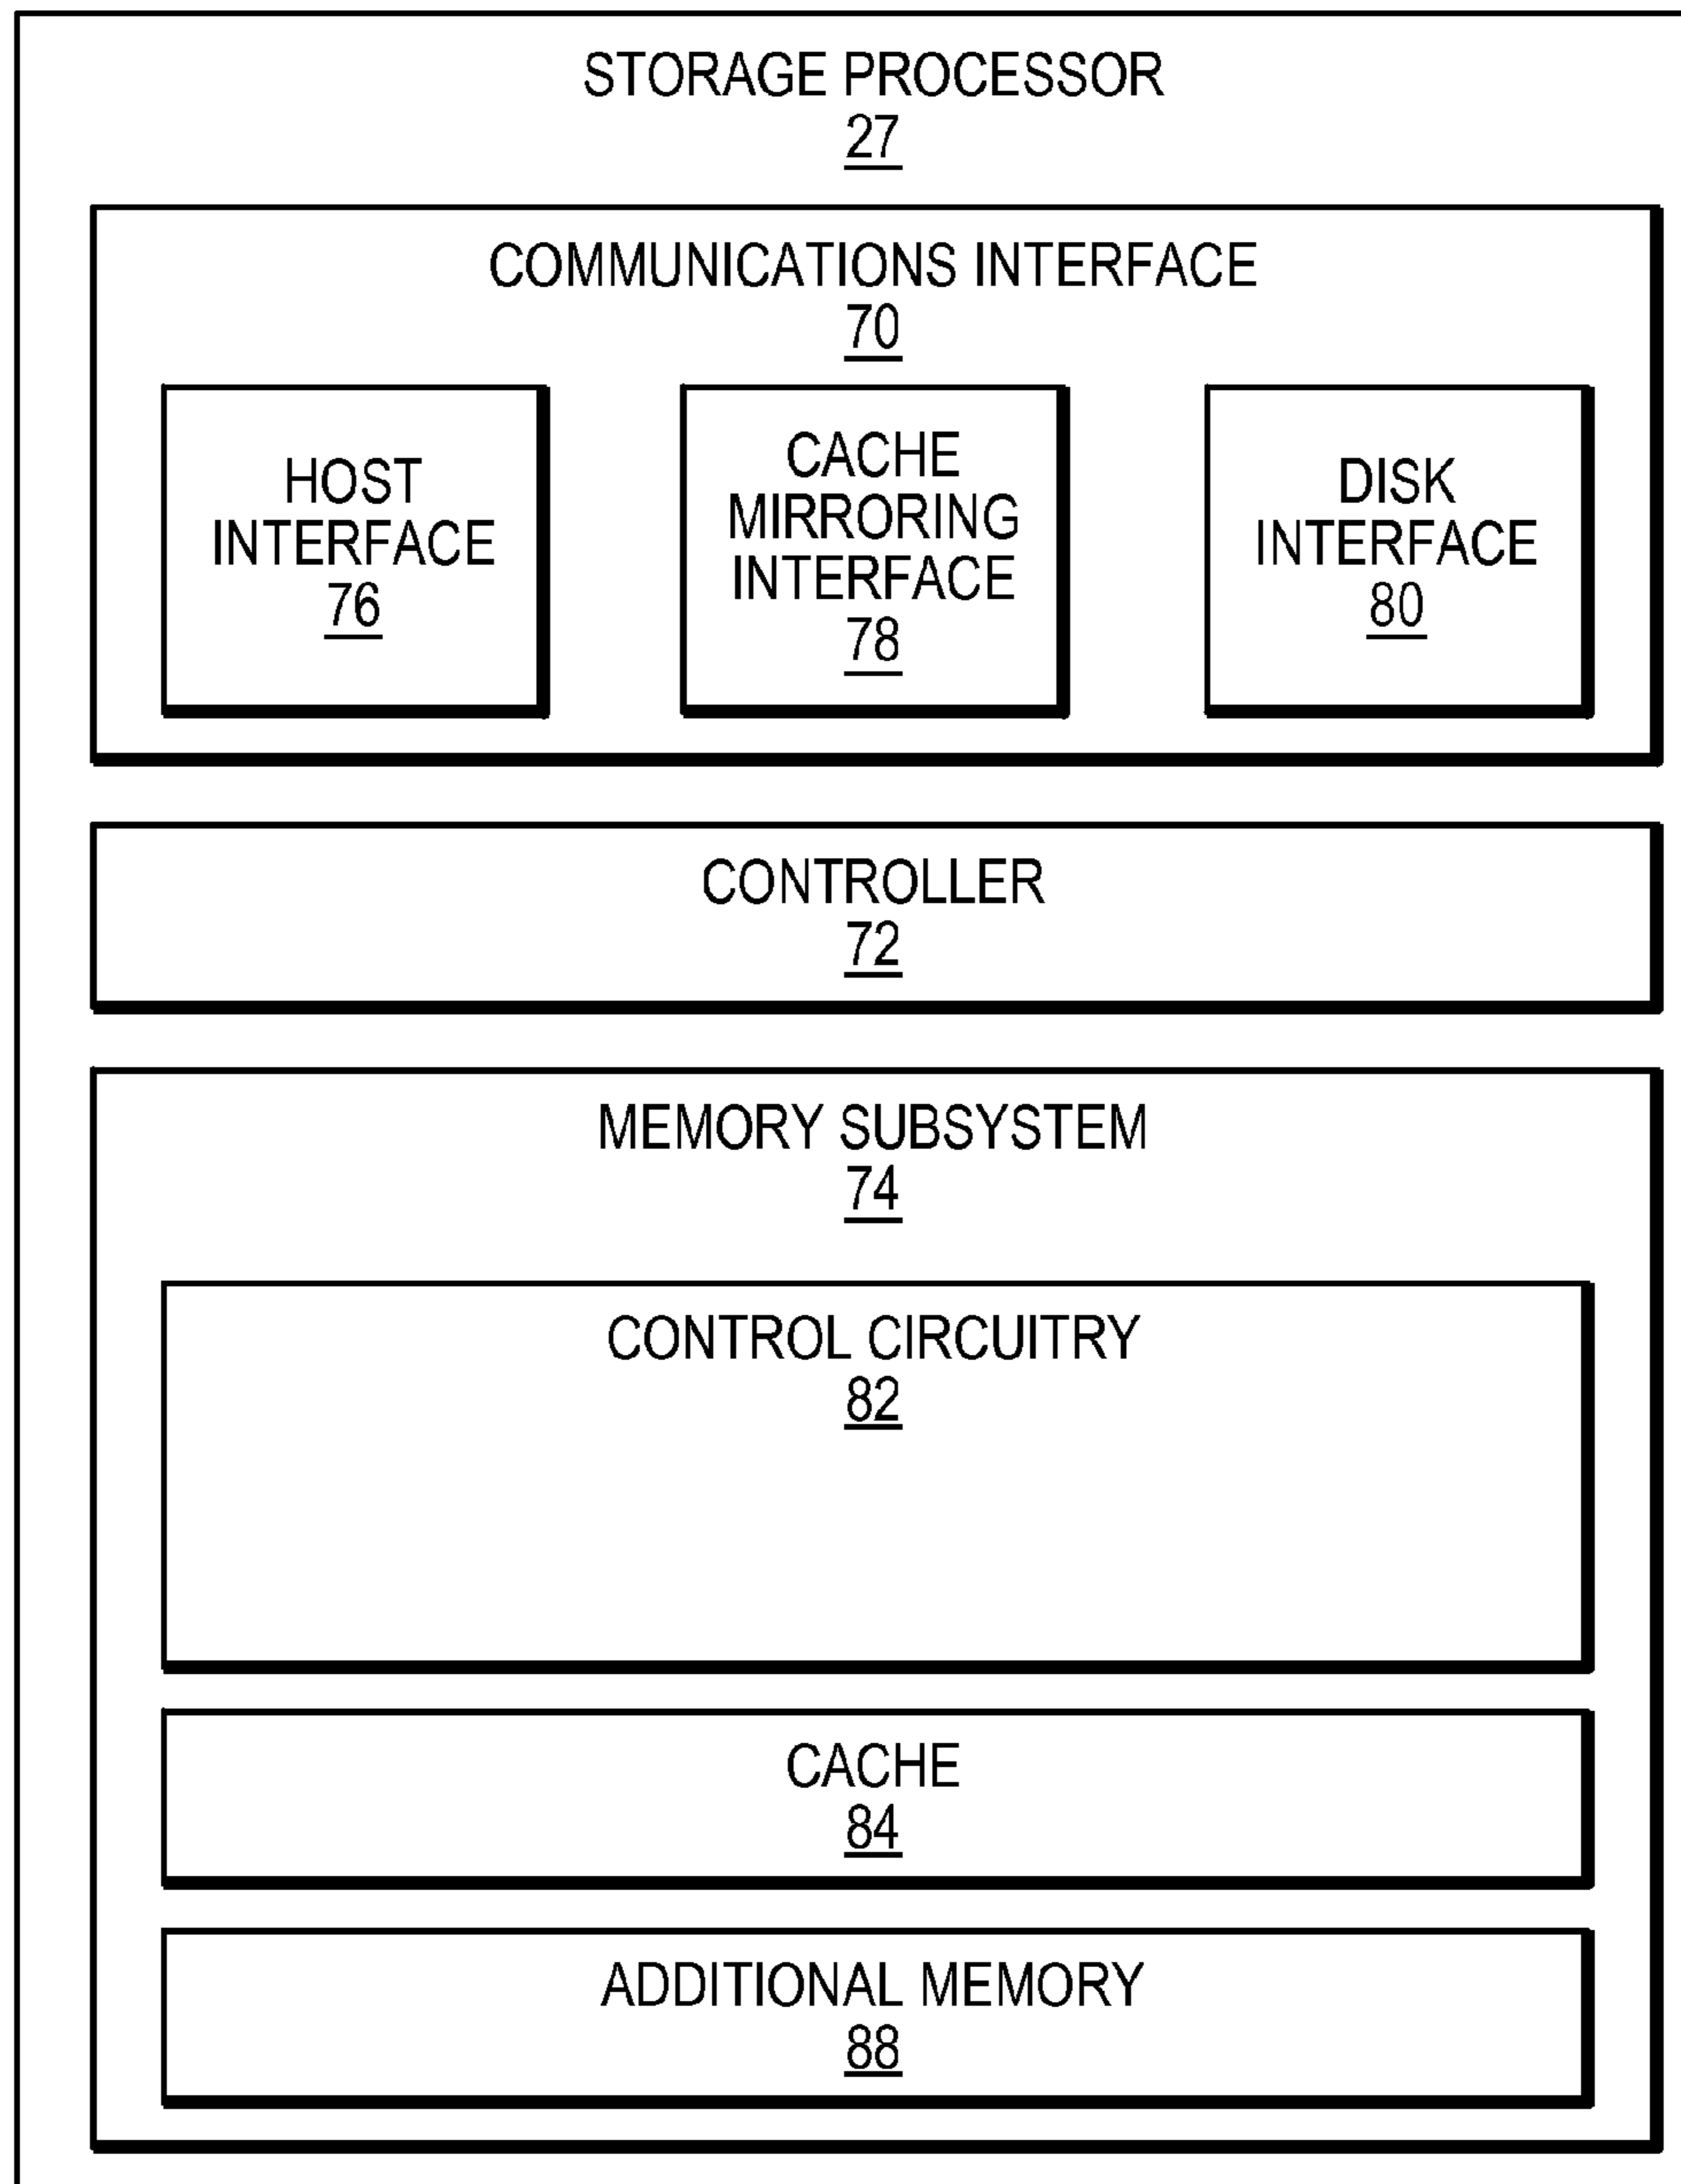 STORAGE PROCESSOR
27
COMMUNICATIONS INTERFACE
70
HOST
INTERFACE
76
CACHE
MIRRORING
INTERFACE
78
DISK
INTERFACE
80
CONTROLLER
72
MEMORY SUBSYSTEM
74
CONTROL CIRCUITRY
82
CACHE
84
ADDITIONAL MEMORY
88